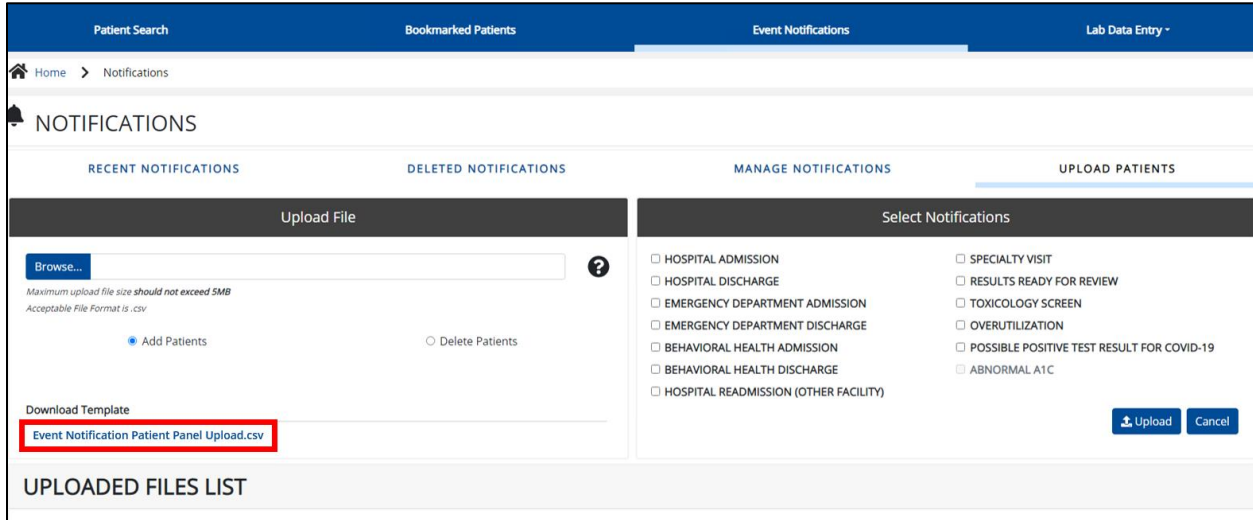 Patient Search
Bookmarked Patients
Event Notifications
Lab Data Entry
Home
Notifications
NOTIFICATIONS
RECENT NOTIFICATIONS
DELETED NOTIFICATIONS
MANAGE NOTIFICATIONS
UPLOAD PATIENTS
Upload File
Browse...
?
Maximum upload file size should not exceed 5MB
Acceptable File Format is .csv
Add Patients
Delete Patients
Download Template
Event Notification Patient Panel Upload.csv
Select Notifications
HOSPITAL ADMISSION
HOSPITAL DISCHARGE
EMERGENCY DEPARTMENT ADMISSION
EMERGENCY DEPARTMENT DISCHARGE
BEHAVIORAL HEALTH ADMISSION
BEHAVIORAL HEALTH DISCHARGE
HOSPITAL READMISSION (OTHER FACILITY)
SPECIALTY VISIT
RESULTS READY FOR REVIEW
TOXICOLOGY SCREEN
OVERUTILIZATION
POSSIBLE POSITIVE TEST RESULT FOR COVID-19
ABNORMAL A1C
Upload
Cancel
UPLOADED FILES LIST